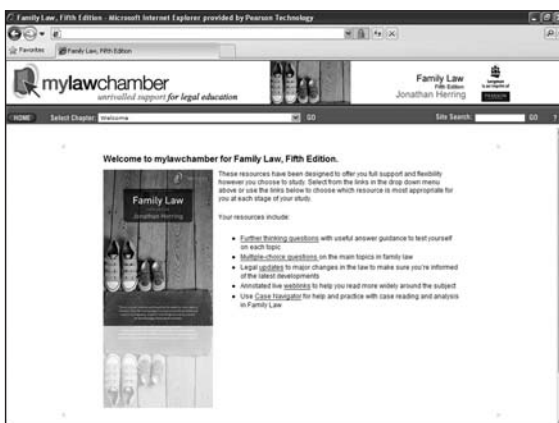 Family Law, Fifth Edition - Microsoft Internet Explorer provided by Pearson Technology
Favorites
Family Law, Fifth Edition
mylawchamber
unrivalled support for legal education
Family Law
Fifth Edition
Jonathan Herring
Longman
is an imprint of
PEARSON
HOME Select Chapter: Welcome GO Site Search: GO ?
Welcome to mylawchamber for Family Law, Fifth Edition.
These resources have been designed to offer you full support and flexibility
however you choose to study. Select from the links in the drop down menu
above or use the links below to choose which resource is most appropriate for
you at each stage of your study.
Your resources include:
Further thinking questions with useful answer guidance to test yourself
on each topic
Multiple-choice questions on the main topics in family law
Legal updates to major changes in the law to make sure you're informed
of the latest developments
Annotated live weblinks to help you read more widely around the subject
Use Case Navigator for help and practice with case reading and analysis
in Family Law
Family Law
Jonathan Herring